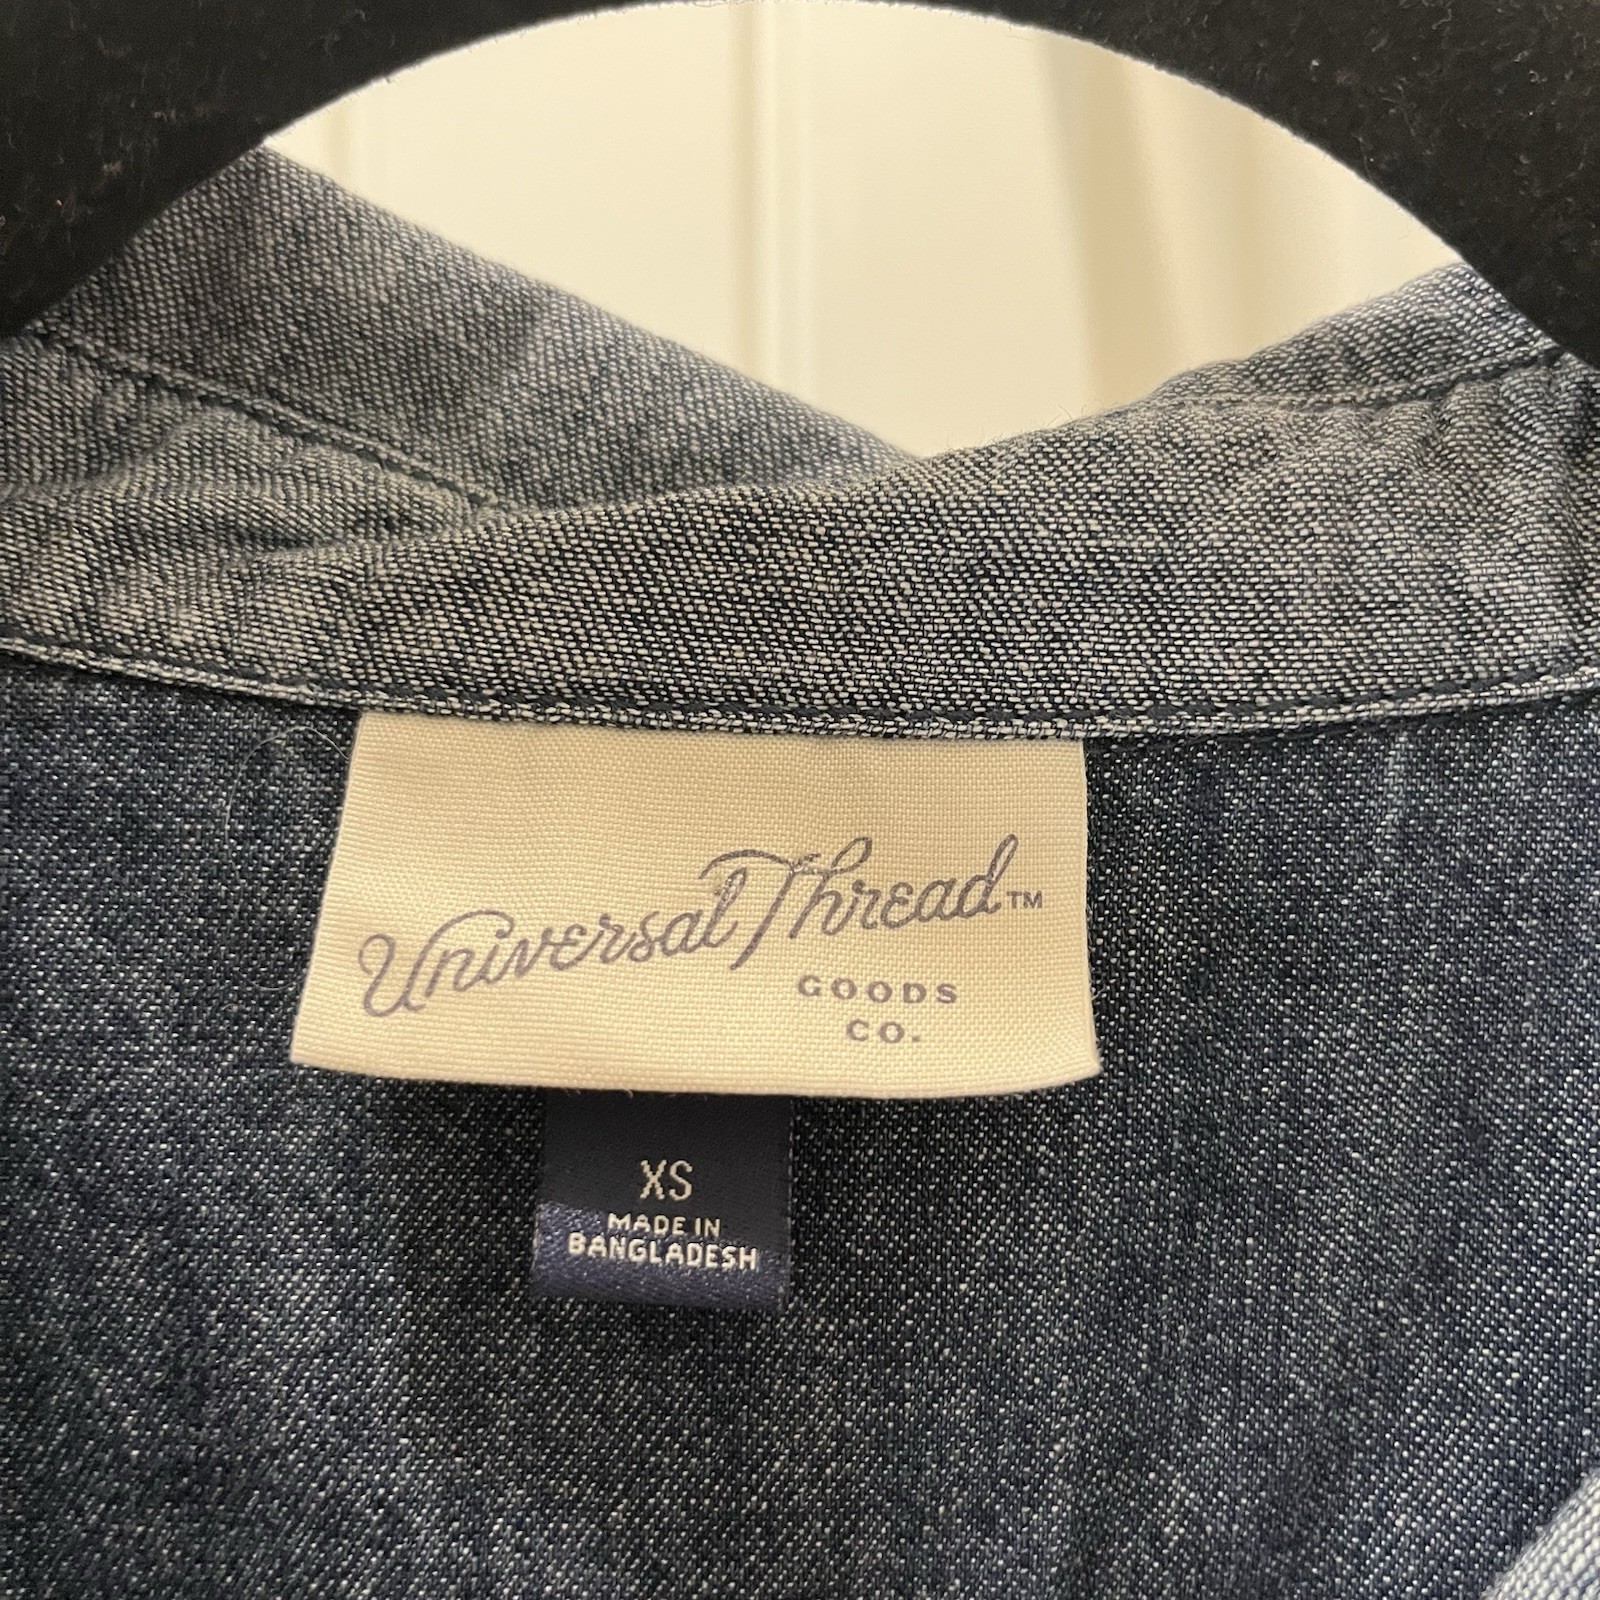 Universal Thread™
GOODS
CO.
XS
MADE IN
BANGLADESH